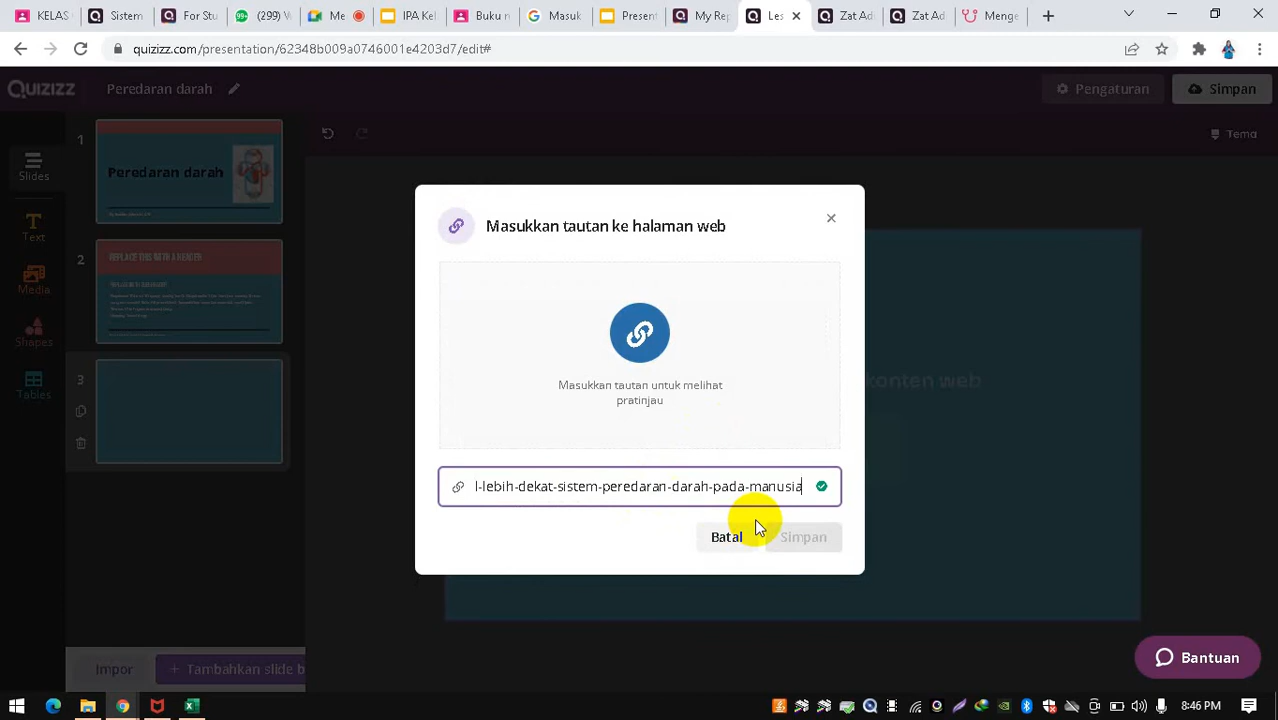 KELAS
Sistem
For Stu
(299) W
Me
IPA Kel
Buku r
Masuk
Present
My Rep
Les
Zat Ad
Zat Ad
Menge
quizizz.com/presentation/62348b009a0746001e4203d7/edit#
QUIZIZZ
Peredaran darah
Pengaturan
Simpan
Slides
Text
Media
Shapes
Tables
1
Peredaran darah
2
REPLACE THIS WITH A HEADER
3
Tema
Masukkan tautan ke halaman web
Masukkan tautan untuk melihat
pratinjau
konten web
l-lebih-dekat-sistem-peredaran-darah-pada-manusia
Batal
Simpan
Impor
+ Tambahkan slide b
Bantuan
8:46 PM